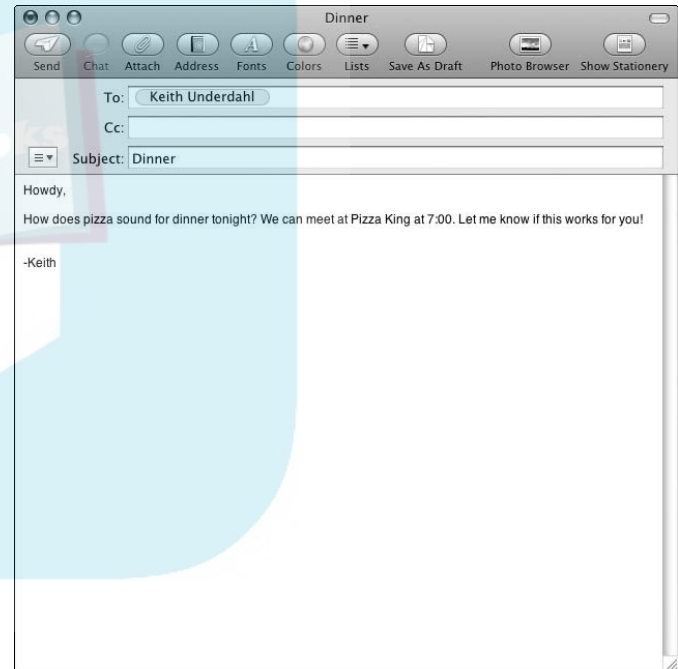 Dinner
Send Chat Attach Address Fonts Colors Lists Save As Draft Photo Browser Show Stationery
To: Keith Underdahl
Cc:
Subject: Dinner
Howdy,
How does pizza sound for dinner tonight? We can meet at Pizza King at 7:00. Let me know if this works for you!
-Keith